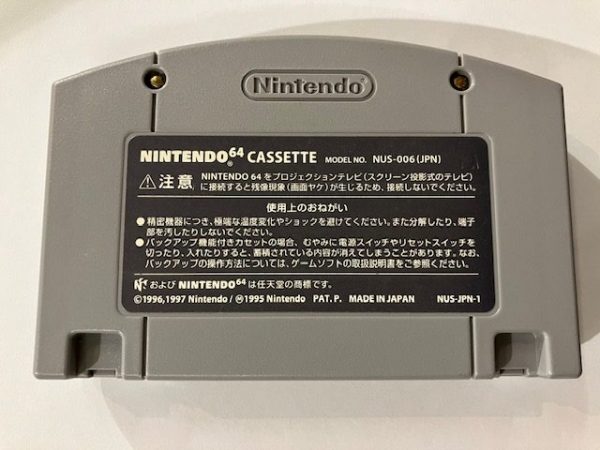 Nintendo
NINTENDO64 CASSETTE MODEL NO. NUS-006(JPN)
⚠注意 NINTENDO 64 をプロジェクションテレビ(スクリーン投影式のテレビ)
に接続すると残像現象(画面ヤケ)が生じるため、接続しないでください。
使用上のおねがい
●精密機器につき、極端な温度変化やショックを避けてください。また分解したり、端子
部を汚したりしないでください。
●バックアップ機能付きカセットの場合、むやみに電源スイッチやリセットスイッチを
切ったり、入れたりすると、蓄積されている内容が消えてしまうことがあります。なお、
バックアップの操作方法については、ゲームソフトの取扱説明書をご参照ください。
および NINTENDO64 は任天堂の商標です。
©1996,1997 Nintendo/Ⓜ1995 Nintendo PAT. P. MADE IN JAPAN NUS-JPN-1